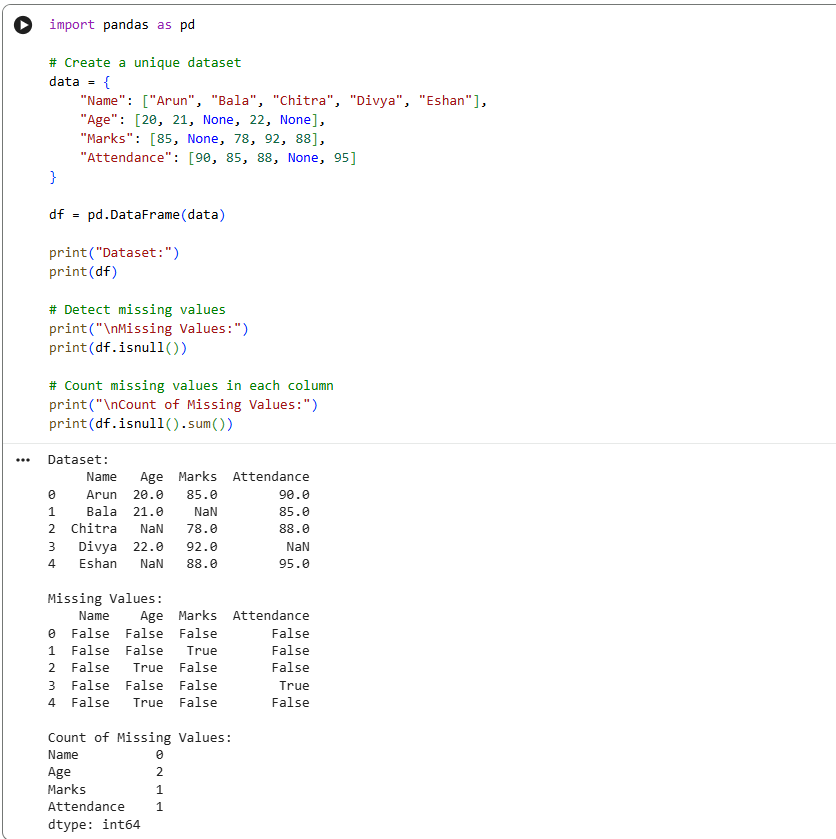 import pandas as pd
# Create a unique dataset
data = {
    "Name": ["Arun", "Bala", "Chitra", "Divya", "Eshan"],
    "Age": [20, 21, None, 22, None],
    "Marks": [85, None, 78, 92, 88],
    "Attendance": [90, 85, 88, None, 95]
}
df = pd.DataFrame(data)
print("Dataset:")
print(df)
# Detect missing values
print("\nMissing Values:")
print(df.isnull())
# Count missing values in each column
print("\nCount of Missing Values:")
print(df.isnull().sum())
Dataset:
     Name   Age  Marks  Attendance
0    Arun  20.0   85.0        90.0
1    Bala  21.0    NaN        85.0
2  Chitra   NaN   78.0        88.0
3   Divya  22.0   92.0         NaN
4   Eshan   NaN   88.0        95.0
Missing Values:
    Name    Age  Marks  Attendance
0  False  False  False       False
1  False  False   True       False
2  False   True  False       False
3  False  False  False        True
4  False   True  False       False
Count of Missing Values:
Name          0
Age           2
Marks         1
Attendance    1
dtype: int64